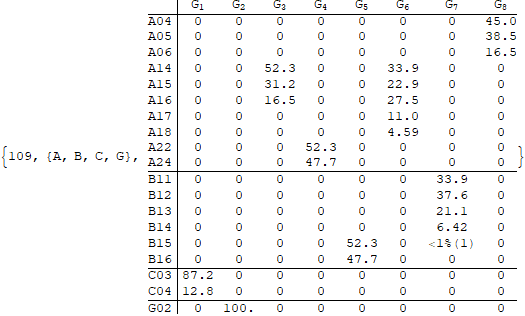 G1 G2 G3 G4 G5 G6 G7 G8
A04 0 0 0 0 0 0 0 45.0
A05 0 0 0 0 0 0 0 38.5
A06 0 0 0 0 0 0 0 16.5
A14 0 0 52.3 0 0 33.9 0 0
A15 0 0 31.2 0 0 22.9 0 0
A16 0 0 16.5 0 0 27.5 0 0
A17 0 0 0 0 0 11.0 0 0
A18 0 0 0 0 0 4.59 0 0
{109, {A, B, C, G}, A22 0 0 0 52.3 0 0 0 0 }
A24 0 0 0 47.7 0 0 0 0
B11 0 0 0 0 0 0 33.9 0
B12 0 0 0 0 0 0 37.6 0
B13 0 0 0 0 0 0 21.1 0
B14 0 0 0 0 0 0 6.42 0
B15 0 0 0 0 52.3 0 <1%(1) 0
B16 0 0 0 0 47.7 0 0 0
C03 87.2 0 0 0 0 0 0 0
C04 12.8 0 0 0 0 0 0 0
G02 0 100. 0 0 0 0 0 0